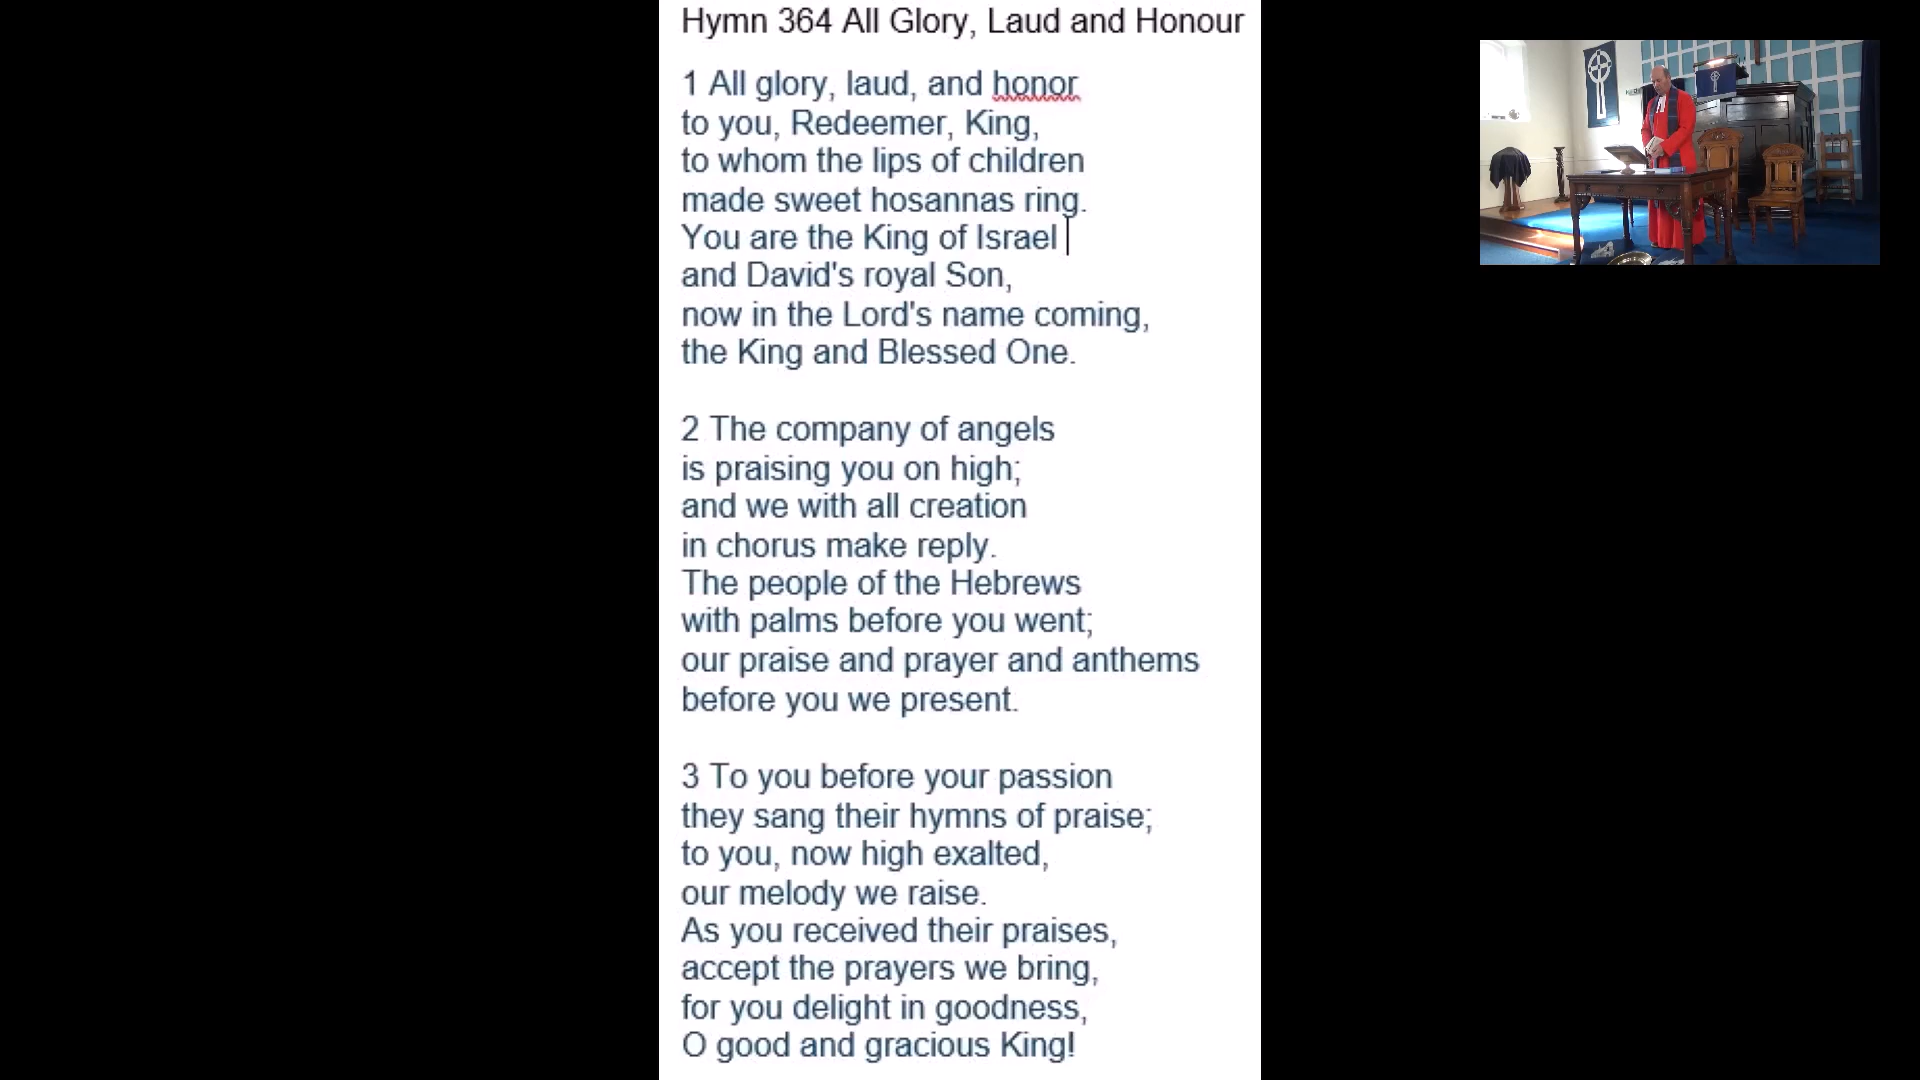 Hymn 364 All Glory, Laud and Honour
1 All glory, laud, and honor
to you, Redeemer, King,
to whom the lips of children
made sweet hosannas ring.
You are the King of Israel
and David's royal Son,
now in the Lord's name coming,
the King and Blessed One.
2 The company of angels
is praising you on high;
and we with all creation
in chorus make reply.
The people of the Hebrews
with palms before you went;
our praise and prayer and anthems
before you we present.
3 To you before your passion
they sang their hymns of praise;
to you, now high exalted,
our melody we raise.
As you received their praises,
accept the prayers we bring,
for you delight in goodness,
O good and gracious King!